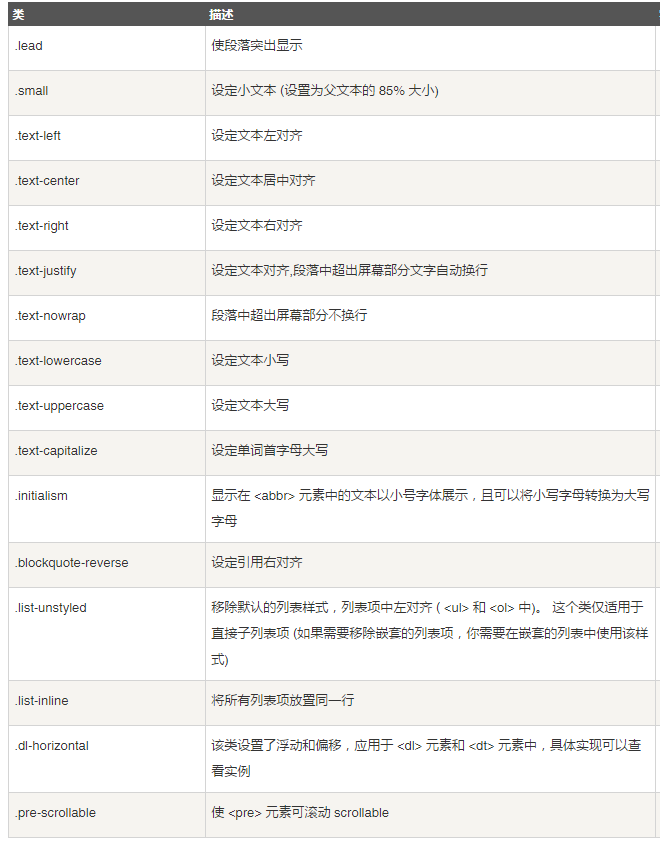 类 描述
.lead 使段落突出显示
.small 设定小文本 (设置为父文本的 85% 大小)
.text-left 设定文本左对齐
.text-center 设定文本居中对齐
.text-right 设定文本右对齐
.text-justify 设定文本对齐,段落中超出屏幕部分文字自动换行
.text-nowrap 段落中超出屏幕部分不换行
.text-lowercase 设定文本小写
.text-uppercase 设定文本大写
.text-capitalize 设定单词首字母大写
.initialism 显示在 <abbr> 元素中的文本以小号字体展示，且可以将小写字母转换为大写
字母
.blockquote-reverse 设定引用右对齐
.list-unstyled 移除默认的列表样式，列表项中左对齐 ( <ul> 和 <ol> 中)。 这个类仅适用于
直接子列表项 (如果需要移除嵌套的列表项，你需要在嵌套的列表中使用该样
式)
.list-inline 将所有列表项放置同一行
.dl-horizontal 该类设置了浮动和偏移，应用于 <dl> 元素和 <dt> 元素中，具体实现可以查
看实例
.pre-scrollable 使 <pre> 元素可滚动 scrollable